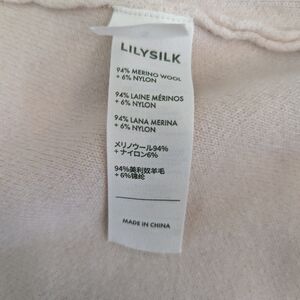 LILYSILK
94% MERINO WOOL
+ 6% NYLON
94% LAINE MÉRINOS
+ 6% NYLON
94% LANA MERINA
+ 6% NYLON
メリノウール94%
+ ナイロン6%
94%美利奴羊毛
+ 6%锦纶
MADE IN CHINA